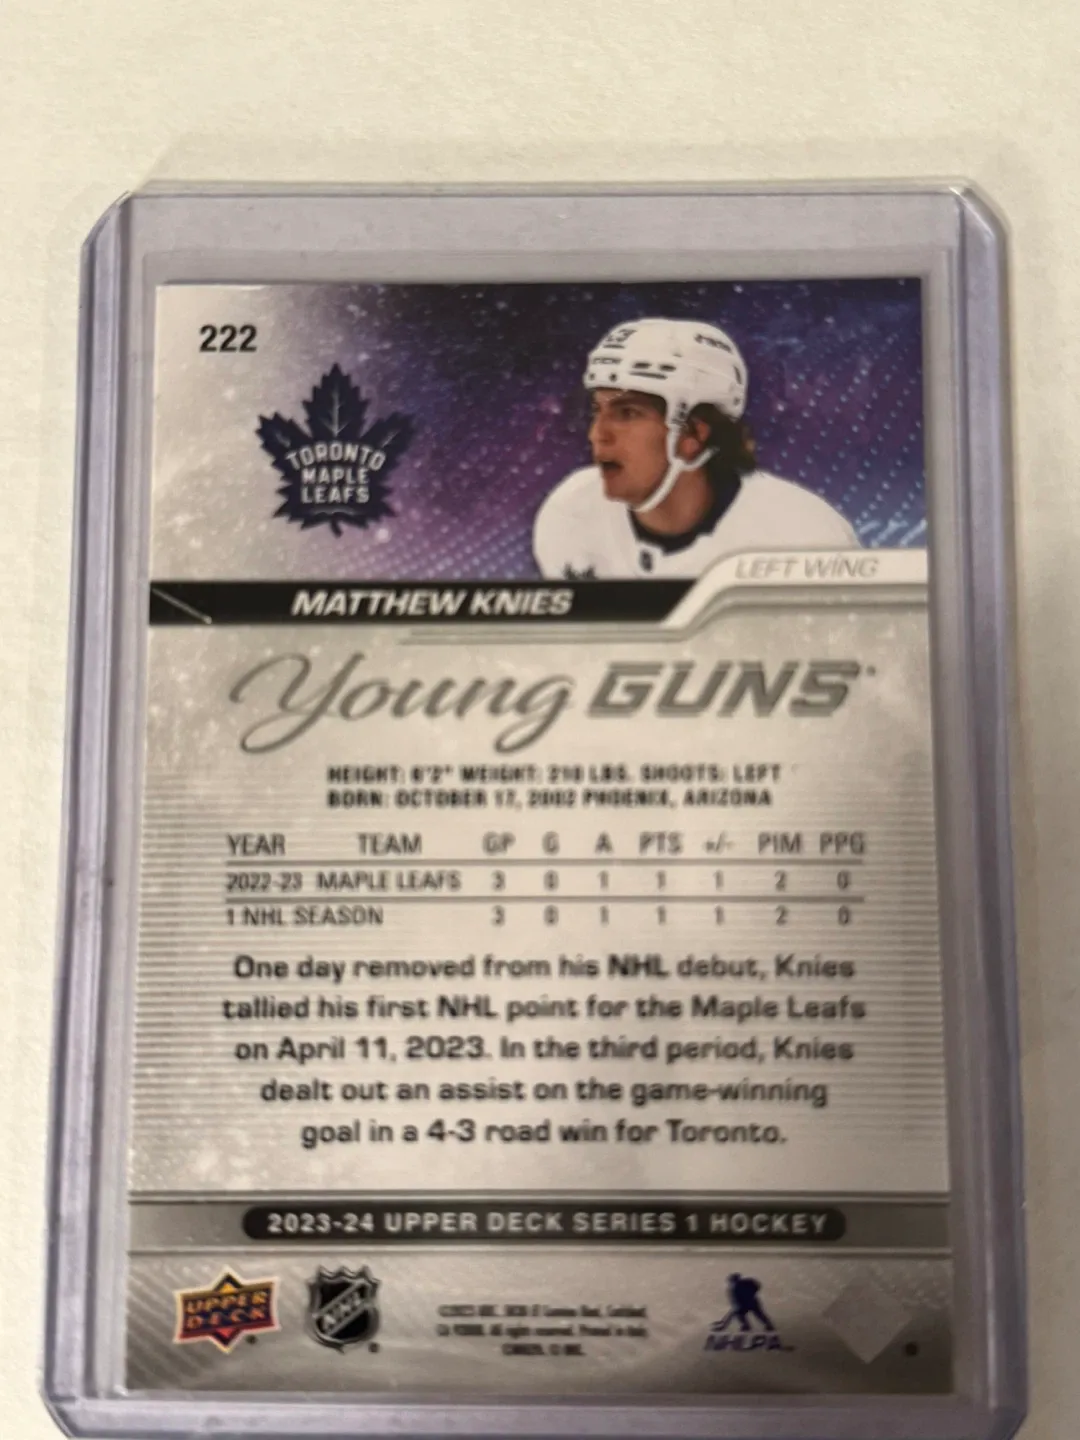 222
TORONTO
MAPLE
LEAFS
LEFT WING
MATTHEW KNIES
Young GUNS
HEIGHT: 6'2" WEIGHT: 210 LBS. SHOOTS: LEFT
BORN: OCTOBER 17, 2002 PHOENIX, ARIZONA
YEAR TEAM GP G A PTS +/- PIM PPG
2022-23 MAPLE LEAFS 3 0 1 1 1 2 0
1 NHL SEASON 3 0 1 1 1 2 0
One day removed from his NHL debut, Knies
tallied his first NHL point for the Maple Leafs
on April 11, 2023. In the third period, Knies
dealt out an assist on the game-winning
goal in a 4-3 road win for Toronto.
2023-24 UPPER DECK SERIES 1 HOCKEY
UPPER
DECK
NHL
All rights reserved. Printed in
NHLPA